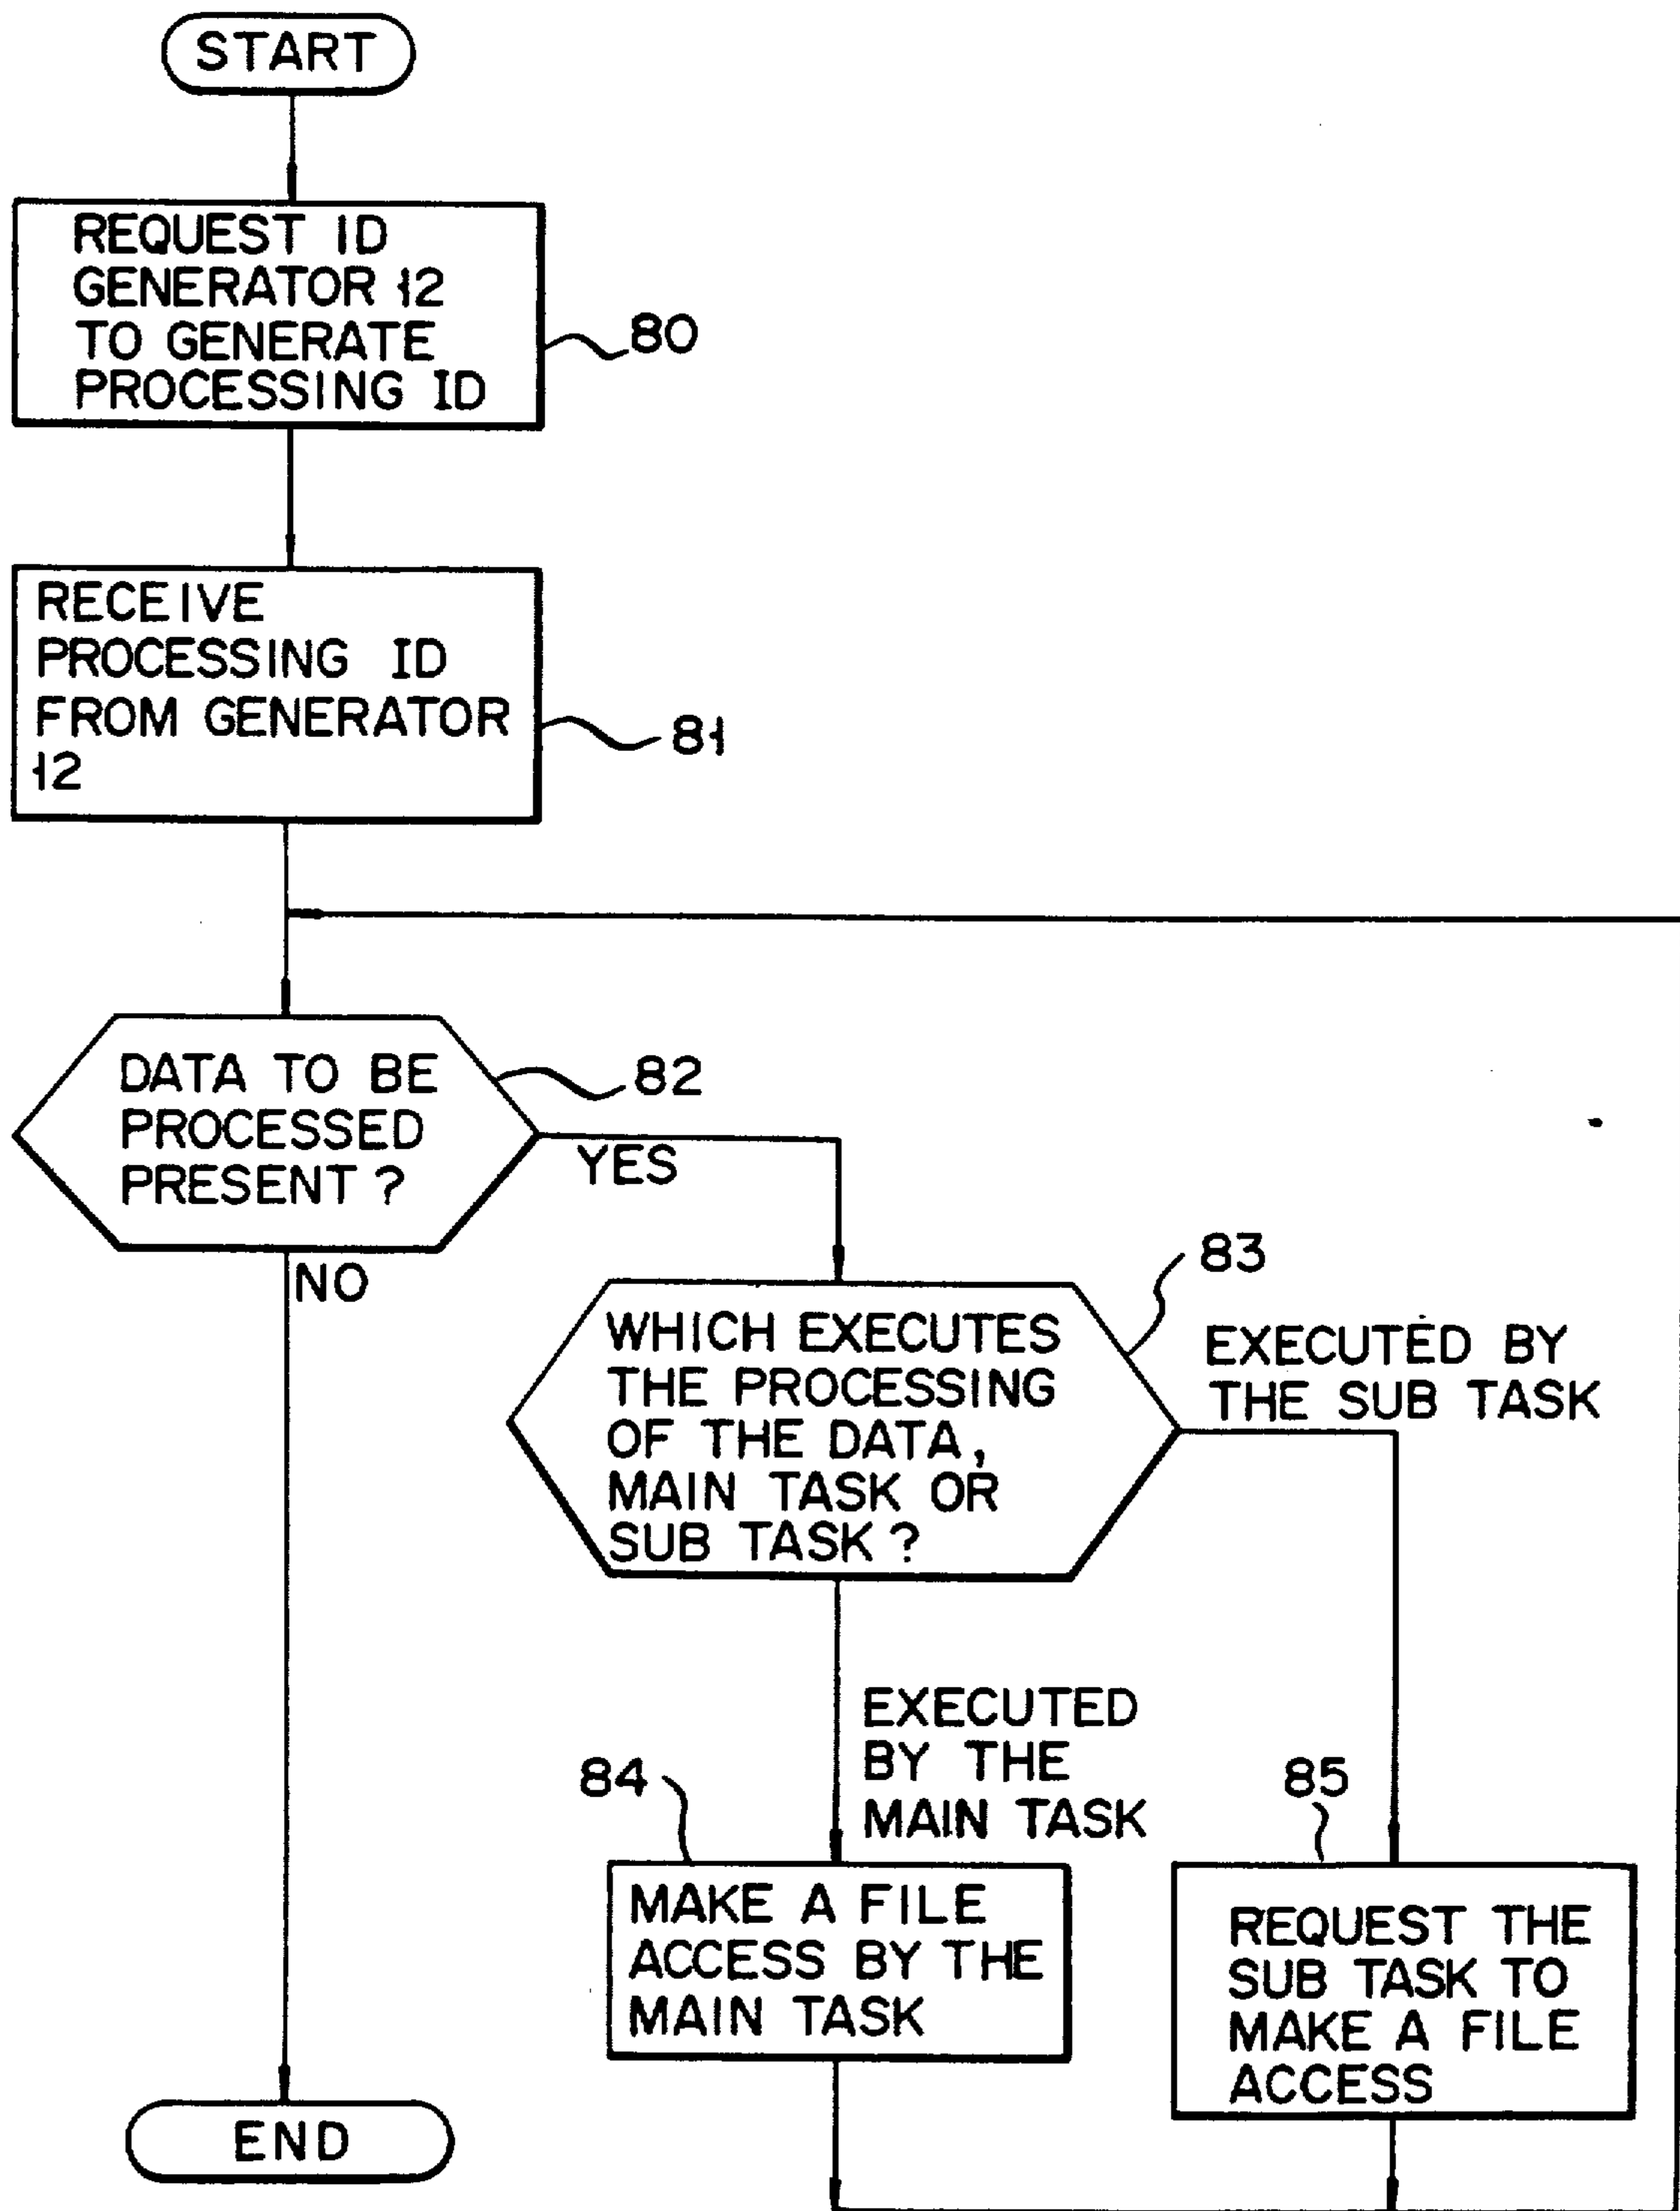 START
REQUEST ID
GENERATOR 12
TO GENERATE
PROCESSING ID
80
RECEIVE
PROCESSING ID
FROM GENERATOR
12
81
DATA TO BE
PROCESSED
PRESENT?
82
YES
NO
WHICH EXECUTES
THE PROCESSING
OF THE DATA,
MAIN TASK OR
SUB TASK?
83
EXECUTED BY
THE SUB TASK
EXECUTED
BY THE
MAIN TASK
84
MAKE A FILE
ACCESS BY THE
MAIN TASK
85
REQUEST THE
SUB TASK TO
MAKE A FILE
ACCESS
END